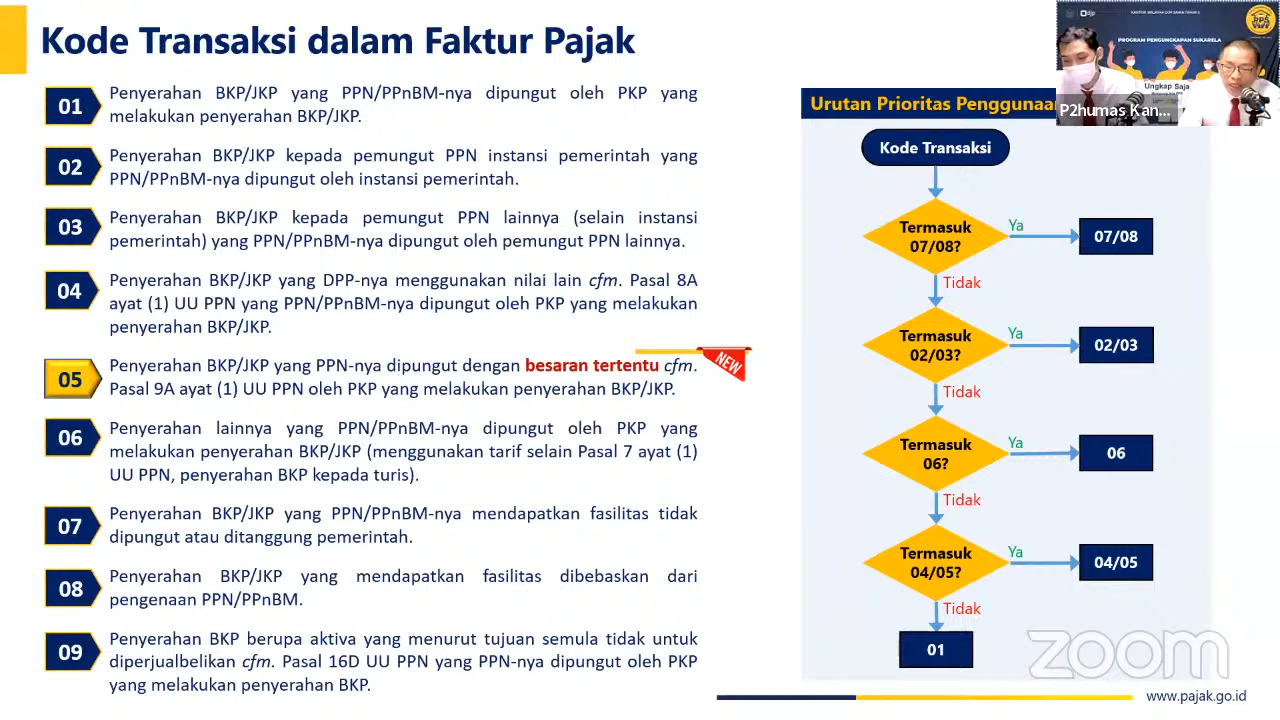 Kode Transaksi dalam Faktur Pajak
01
Penyerahan BKP/JKP yang PPN/PPnBM-nya dipungut oleh PKP yang
melakukan penyerahan BKP/JKP.
02
Penyerahan BKP/JKP kepada pemungut PPN instansi pemerintah yang
PPN/PPnBM-nya dipungut oleh instansi pemerintah.
03
Penyerahan BKP/JKP kepada pemungut PPN lainnya (selain instansi
pemerintah) yang PPN/PPnBM-nya dipungut oleh pemungut PPN lainnya.
04
Penyerahan BKP/JKP yang DPP-nya menggunakan nilai lain cfm. Pasal 8A
ayat (1) UU PPN yang PPN/PPnBM-nya dipungut oleh PKP yang melakukan
penyerahan BKP/JKP.
05
Penyerahan BKP/JKP yang PPN-nya dipungut dengan besaran tertentu cfm.
Pasal 9A ayat (1) UU PPN oleh PKP yang melakukan penyerahan BKP/JKP.
NEW
06
Penyerahan lainnya yang PPN/PPnBM-nya dipungut oleh PKP yang
melakukan penyerahan BKP/JKP (menggunakan tarif selain Pasal 7 ayat (1)
UU PPN, penyerahan BKP kepada turis).
07
Penyerahan BKP/JKP yang PPN/PPnBM-nya mendapatkan fasilitas tidak
dipungut atau ditanggung pemerintah.
08
Penyerahan BKP/JKP yang mendapatkan fasilitas dibebaskan dari
pengenaan PPN/PPnBM.
09
Penyerahan BKP berupa aktiva yang menurut tujuan semula tidak untuk
diperjualbelikan cfm. Pasal 16D UU PPN yang PPN-nya dipungut oleh PKP
yang melakukan penyerahan BKP.
PROGRAM PENGUNGKAPAN SUKARELA
Ungkap Saja
P2humas Kan...
Urutan Prioritas Penggunaan
Kode Transaksi
Termasuk
07/08?
Ya
07/08
Tidak
Termasuk
02/03?
Ya
02/03
Tidak
Termasuk
06?
Ya
06
Tidak
Termasuk
04/05?
Ya
04/05
Tidak
01
zoom
www.pajak.go.id